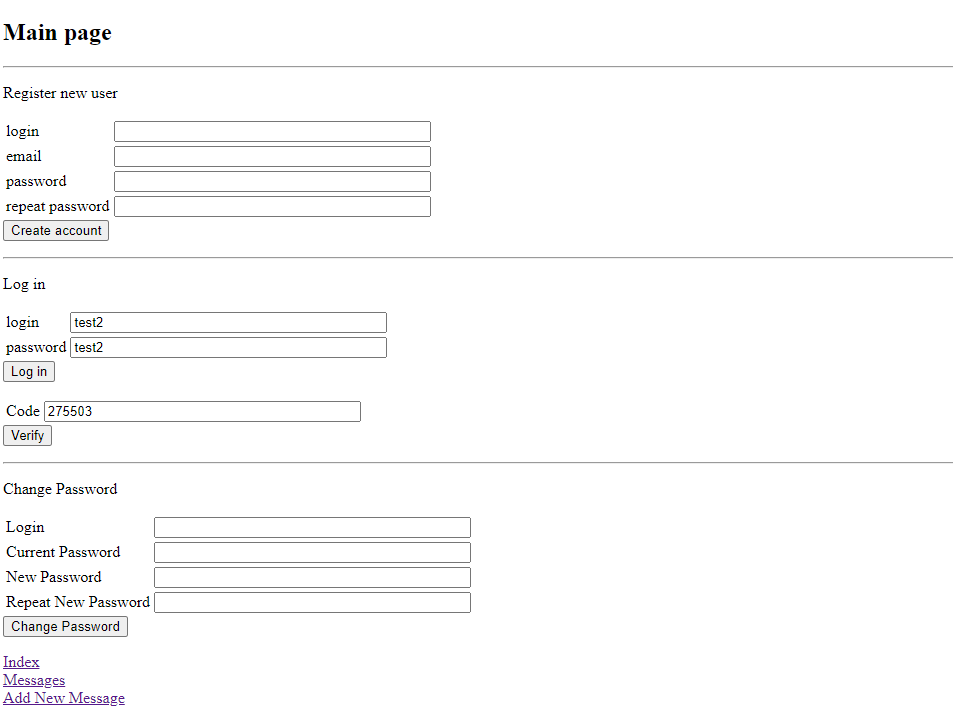 Main page
Register new user
login
email
password
repeat password
Create account
Log in
login test2
password test2
Log in
Code 275503
Verify
Change Password
Login
Current Password
New Password
Repeat New Password
Change Password
Index
Messages
Add New Message